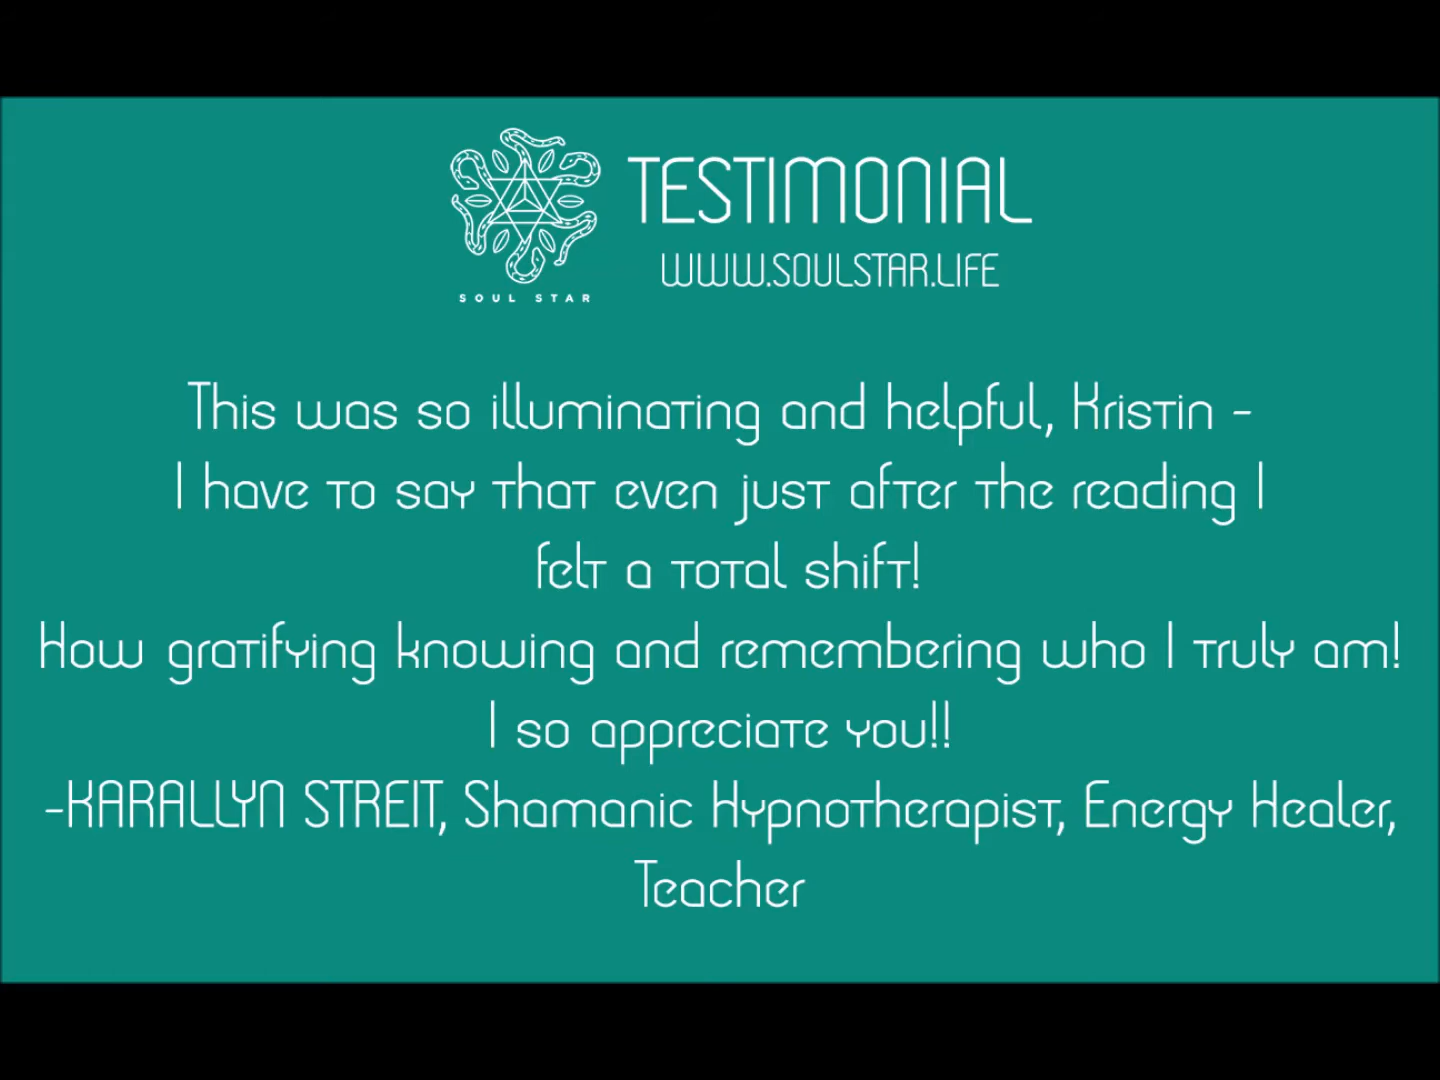 TESTIMONIAL
WWW.SOULSTAR.LIFE
SOUL STAR
This was so illuminating and helpful, Kristin -
I have to say that even just after the reading I
felt a total shift!
How gratifying knowing and remembering who I truly am!
I so appreciate you!!
-KARALLYN STREIT, Shamanic Hypnotherapist, Energy Healer,
Teacher